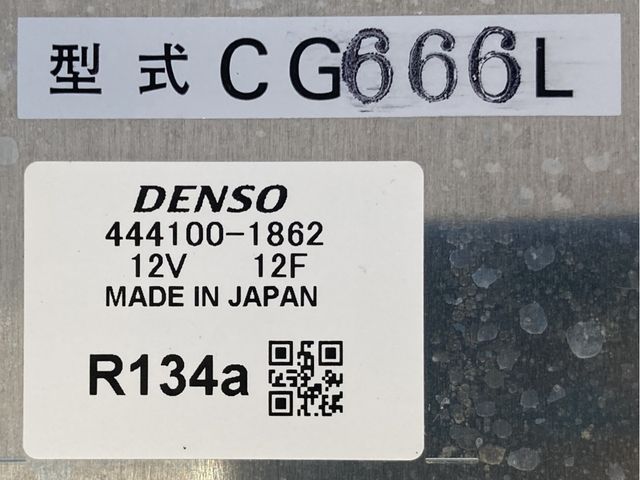 型式 CG666L
DENSO
444100-1862
12V 12F
MADE IN JAPAN
R134a